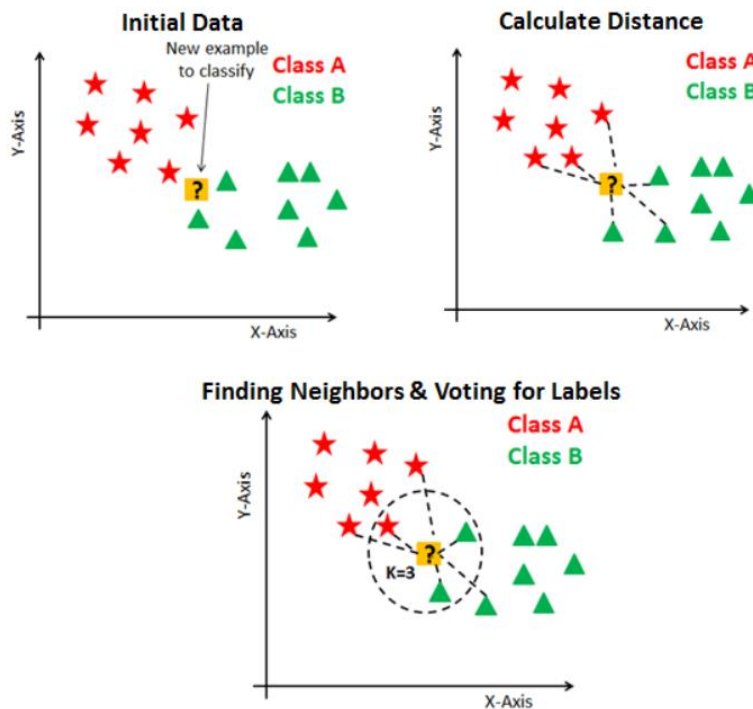 Initial Data
New example
to classify
Class A
Class B
?
Y-Axis
X-Axis
Calculate Distance
Class A
Class B
?
Y-Axis
X-Axis
Finding Neighbors & Voting for Labels
Class A
Class B
?
K=3
Y-Axis
X-Axis